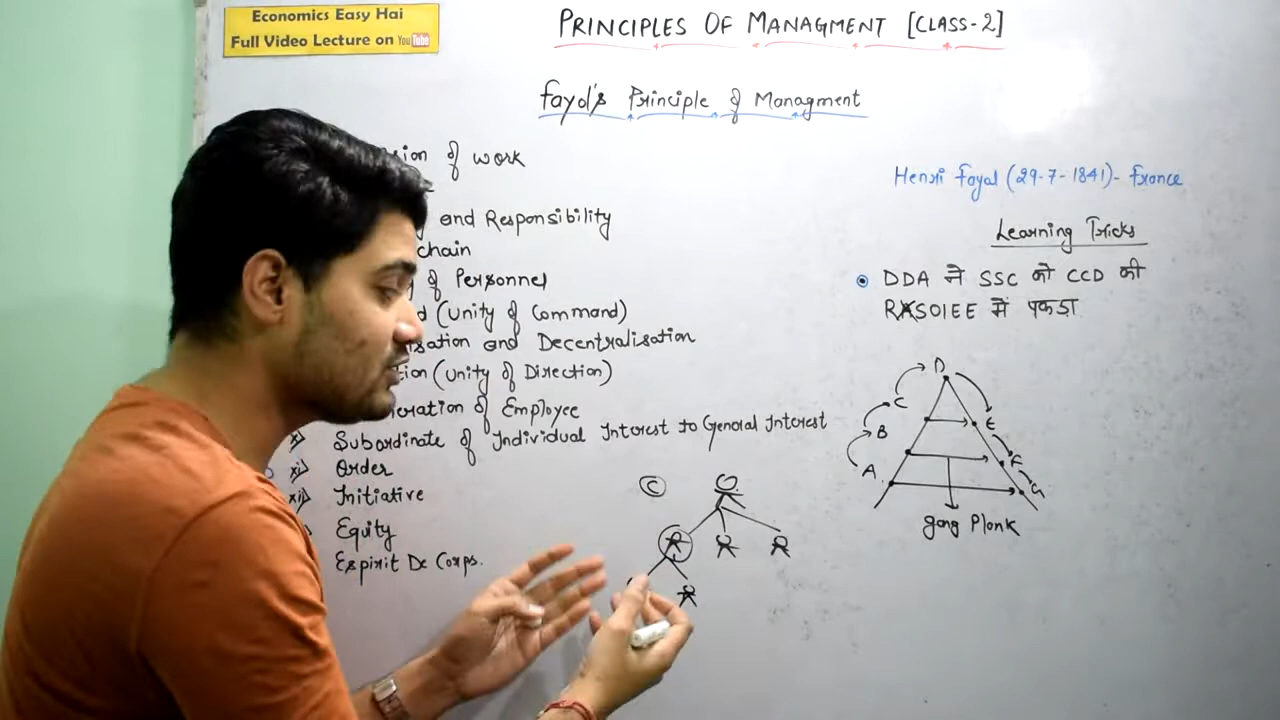 Economics Easy Hai
Full Video Lecture on YouTube
PRINCIPLES OF MANAGMENT [CLASS-2]
Fayol's Principle of Managment
of work
and Responsibility
chain
of Personnel
(Unity of Command)
and Decentralisation
(Unity of Direction)
of Employee
x) Subordinate of Individual Interest to General Interest
xi) Order
xii) Initiative
Equity
Espirit De Corps.
Henri Fayol (29-7-1841)- France
Learning Tricks
DDA ने SSC को CCD की
RSOIEE में पकड़ा
D
C
E
B
F
A
G
gang Plank
C